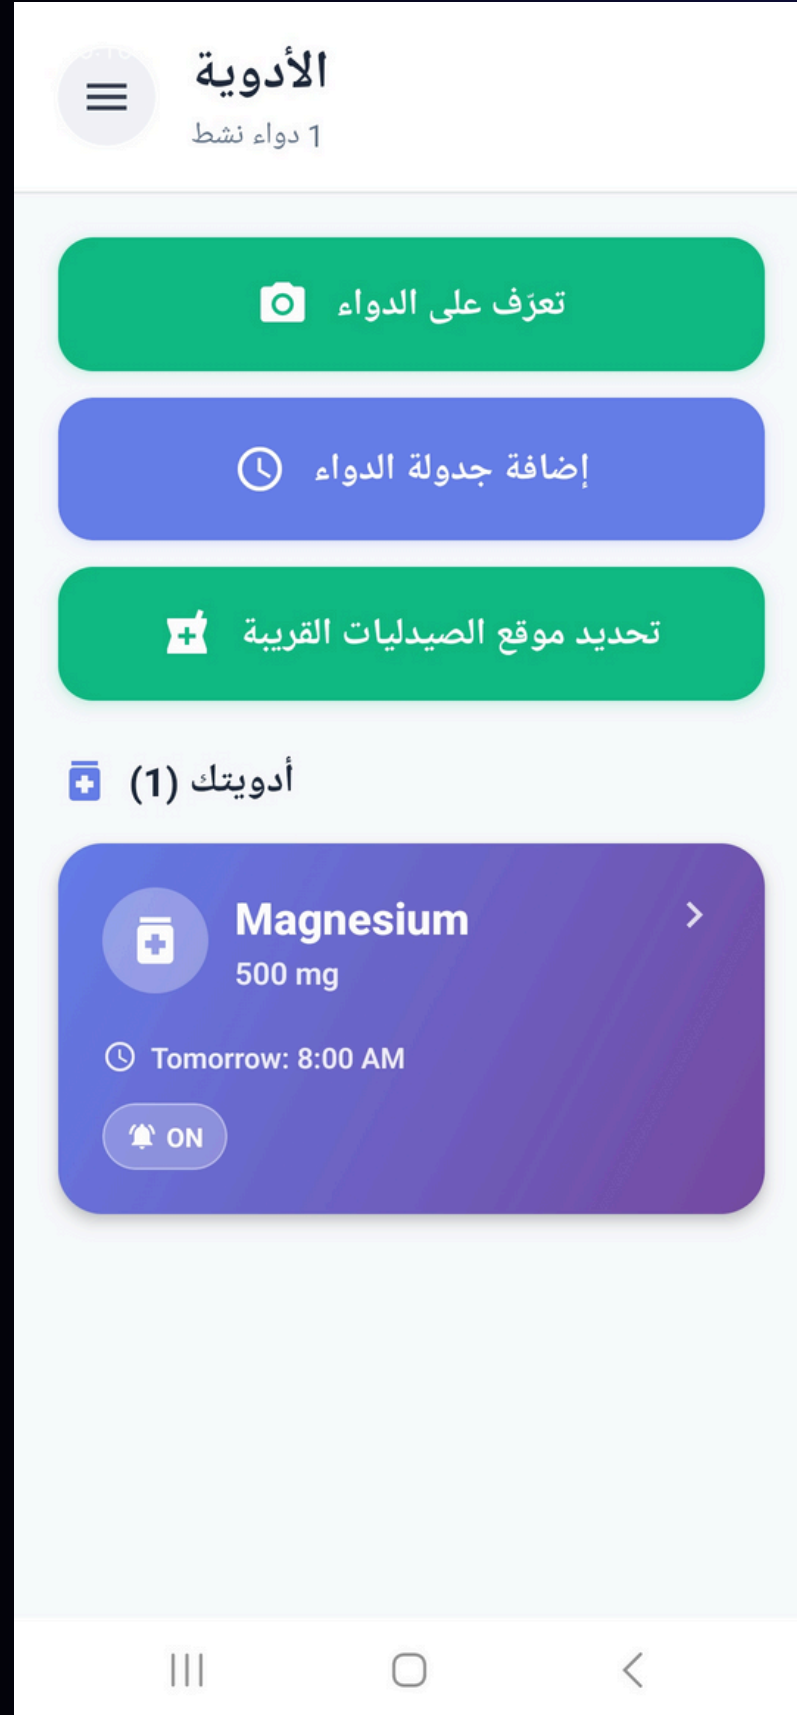 الأدوية
1 دواء نشط
تعرّف على الدواء
إضافة جدولة الدواء
تحديد موقع الصيدليات القريبة
أدويتك (1)
Magnesium
500 mg
Tomorrow: 8:00 AM
ON